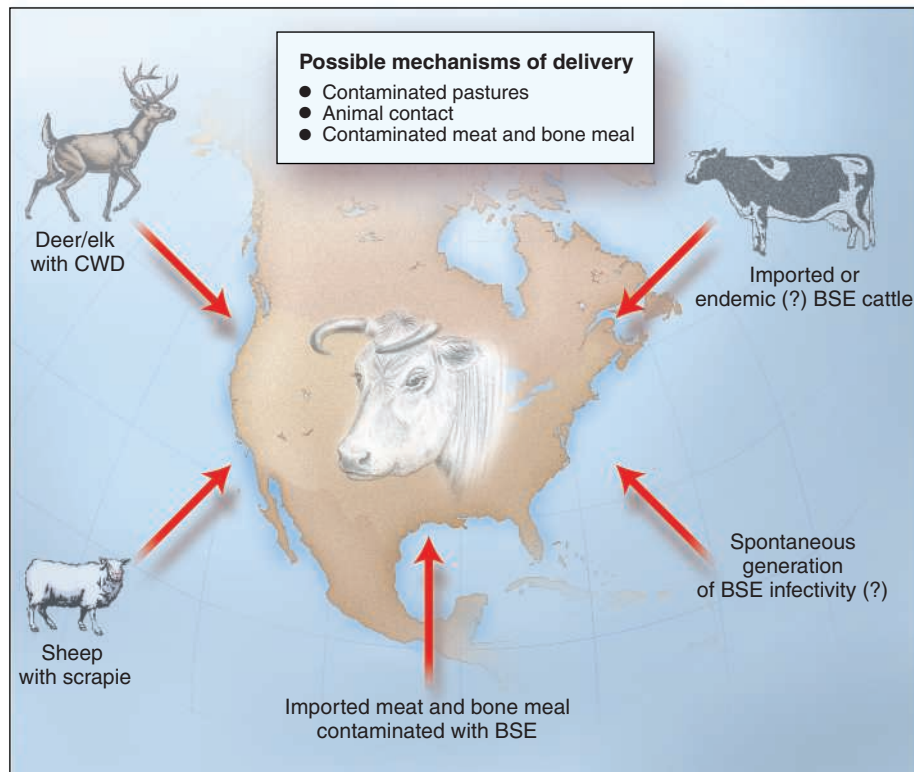 Possible mechanisms of delivery
● Contaminated pastures
● Animal contact
● Contaminated meat and bone meal
Deer/elk
with CWD
Imported or
endemic (?) BSE cattle
Sheep
with scrapie
Spontaneous
generation
of BSE infectivity (?)
Imported meat and bone meal
contaminated with BSE